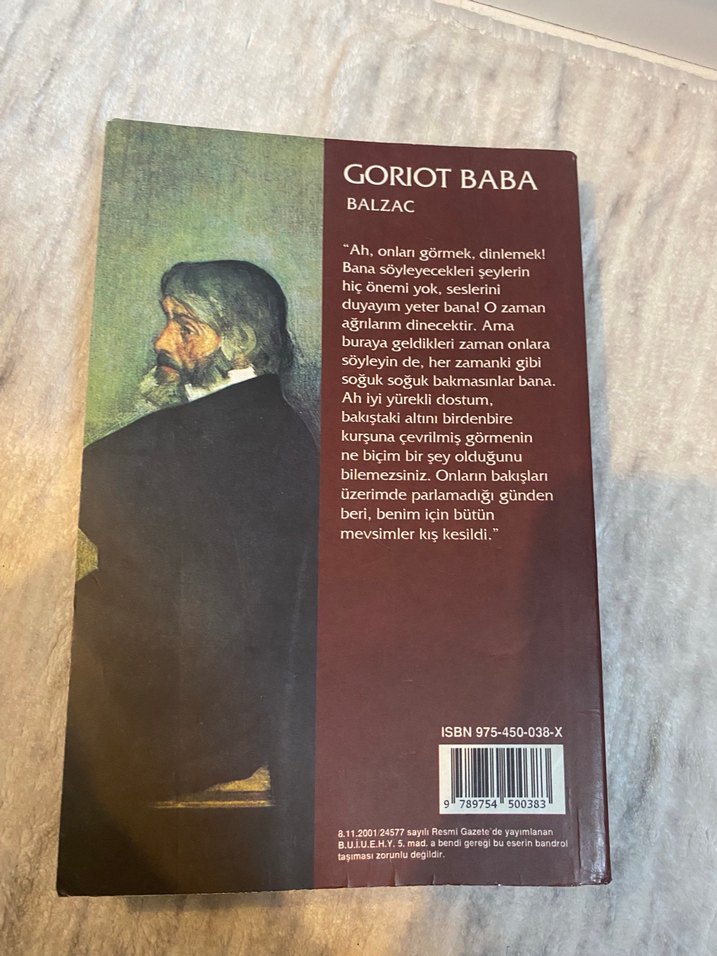 GORIOT BABA
BALZAC
“Ah, onları görmek, dinlemek!
Bana söyleyecekleri şeylerin
hiç önemi yok, seslerini
duyayım yeter bana! O zaman
ağrılarım dinecektir. Ama
buraya geldikleri zaman onlara
söyleyin de, her zamanki gibi
soğuk soğuk bakmasınlar bana.
Ah iyi yürekli dostum,
bakıştaki altını birdenbire
kurşuna çevrilmiş görmenin
ne biçim bir şey olduğunu
bilemezsiniz. Onların bakışları
üzerimde parlamadığı günden
beri, benim için bütün
mevsimler kış kesildi.”
ISBN 975-450-038-X
9 789754 500383
8.11.2001/24577 sayılı Resmi Gazete'de yayımlanan
B.U.İ.U.E.H.Y. 5. mad. a bendi gereği bu eserin bandrol
taşıması zorunlu değildir.